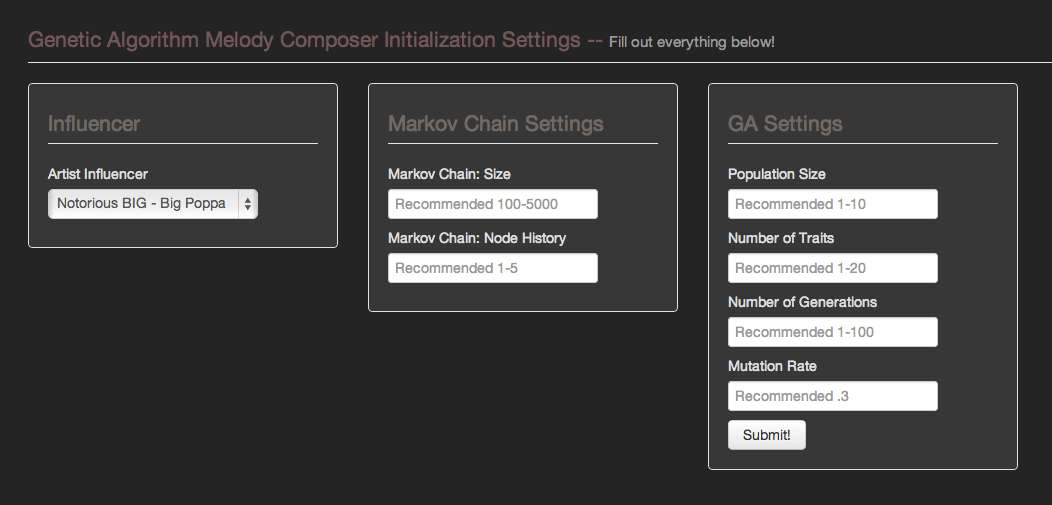 Genetic Algorithm Melody Composer Initialization Settings -- Fill out everything below!
Influencer
Artist Influencer
Notorious BIG - Big Poppa
Markov Chain Settings
Markov Chain: Size
Recommended 100-5000
Markov Chain: Node History
Recommended 1-5
GA Settings
Population Size
Recommended 1-10
Number of Traits
Recommended 1-20
Number of Generations
Recommended 1-100
Mutation Rate
Recommended .3
Submit!